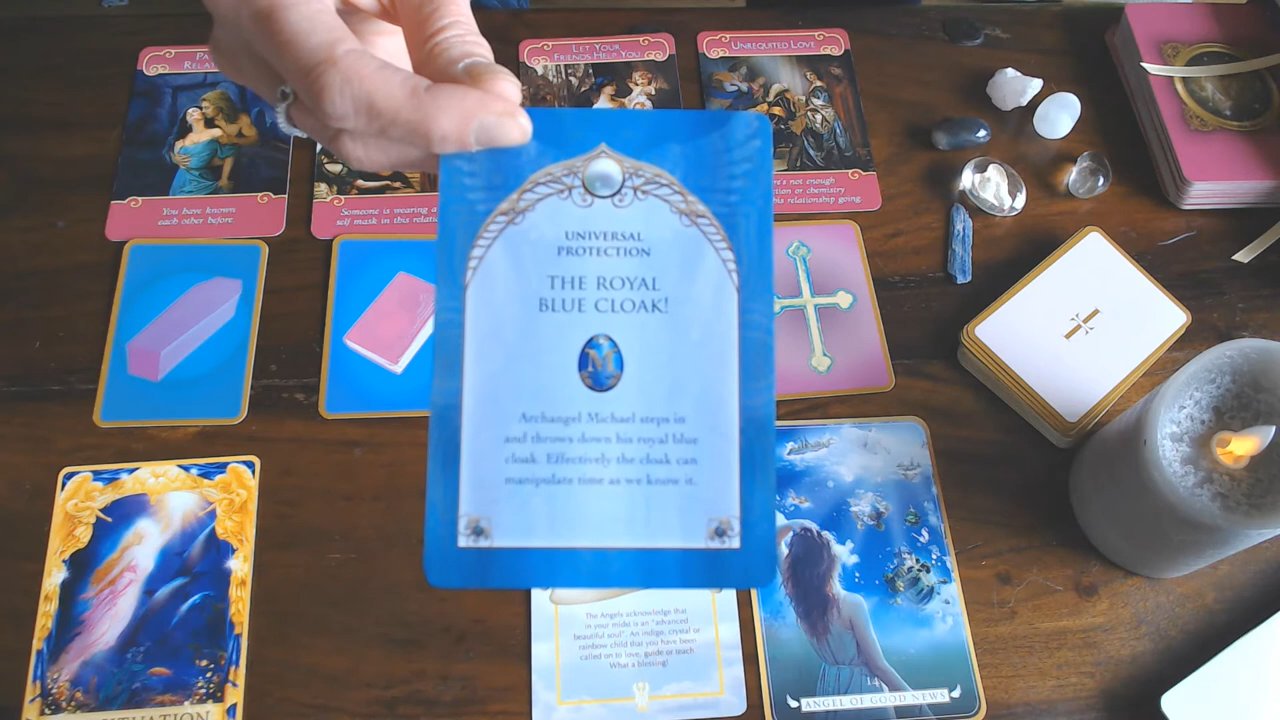 PA
RELAT
LET YOUR
FRIENDS HELP YOU
UNREQUITED LOVE
You have known
each other before.
Someone is wearing a
self mask in this relati
re's not enough
tion or chemistry
his relationship going.
UNIVERSAL
PROTECTION
THE ROYAL
BLUE CLOAK!
M
Archangel Michael steps in
and throws down his royal blue
cloak. Effectively the cloak can
manipulate time as we know it.
The Angels acknowledge that
in your midst is an "advanced
beautiful soul". An indigo, crystal or
rainbow child that you have been
called on to love, guide or teach
What a blessing!
14
ANGEL OF GOOD NEWS